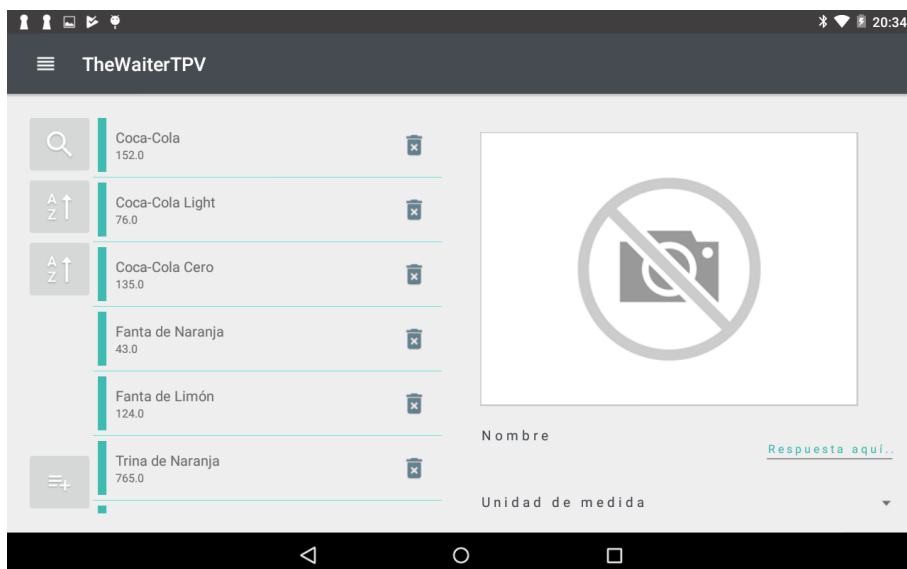 20:34
TheWaiterTPV
A
Z
A
Z
Coca-Cola
152.0
Coca-Cola Light
76.0
Coca-Cola Cero
135.0
Fanta de Naranja
43.0
Fanta de Limón
124.0
Trina de Naranja
765.0
Nombre
Respuesta aquí..
Unidad de medida